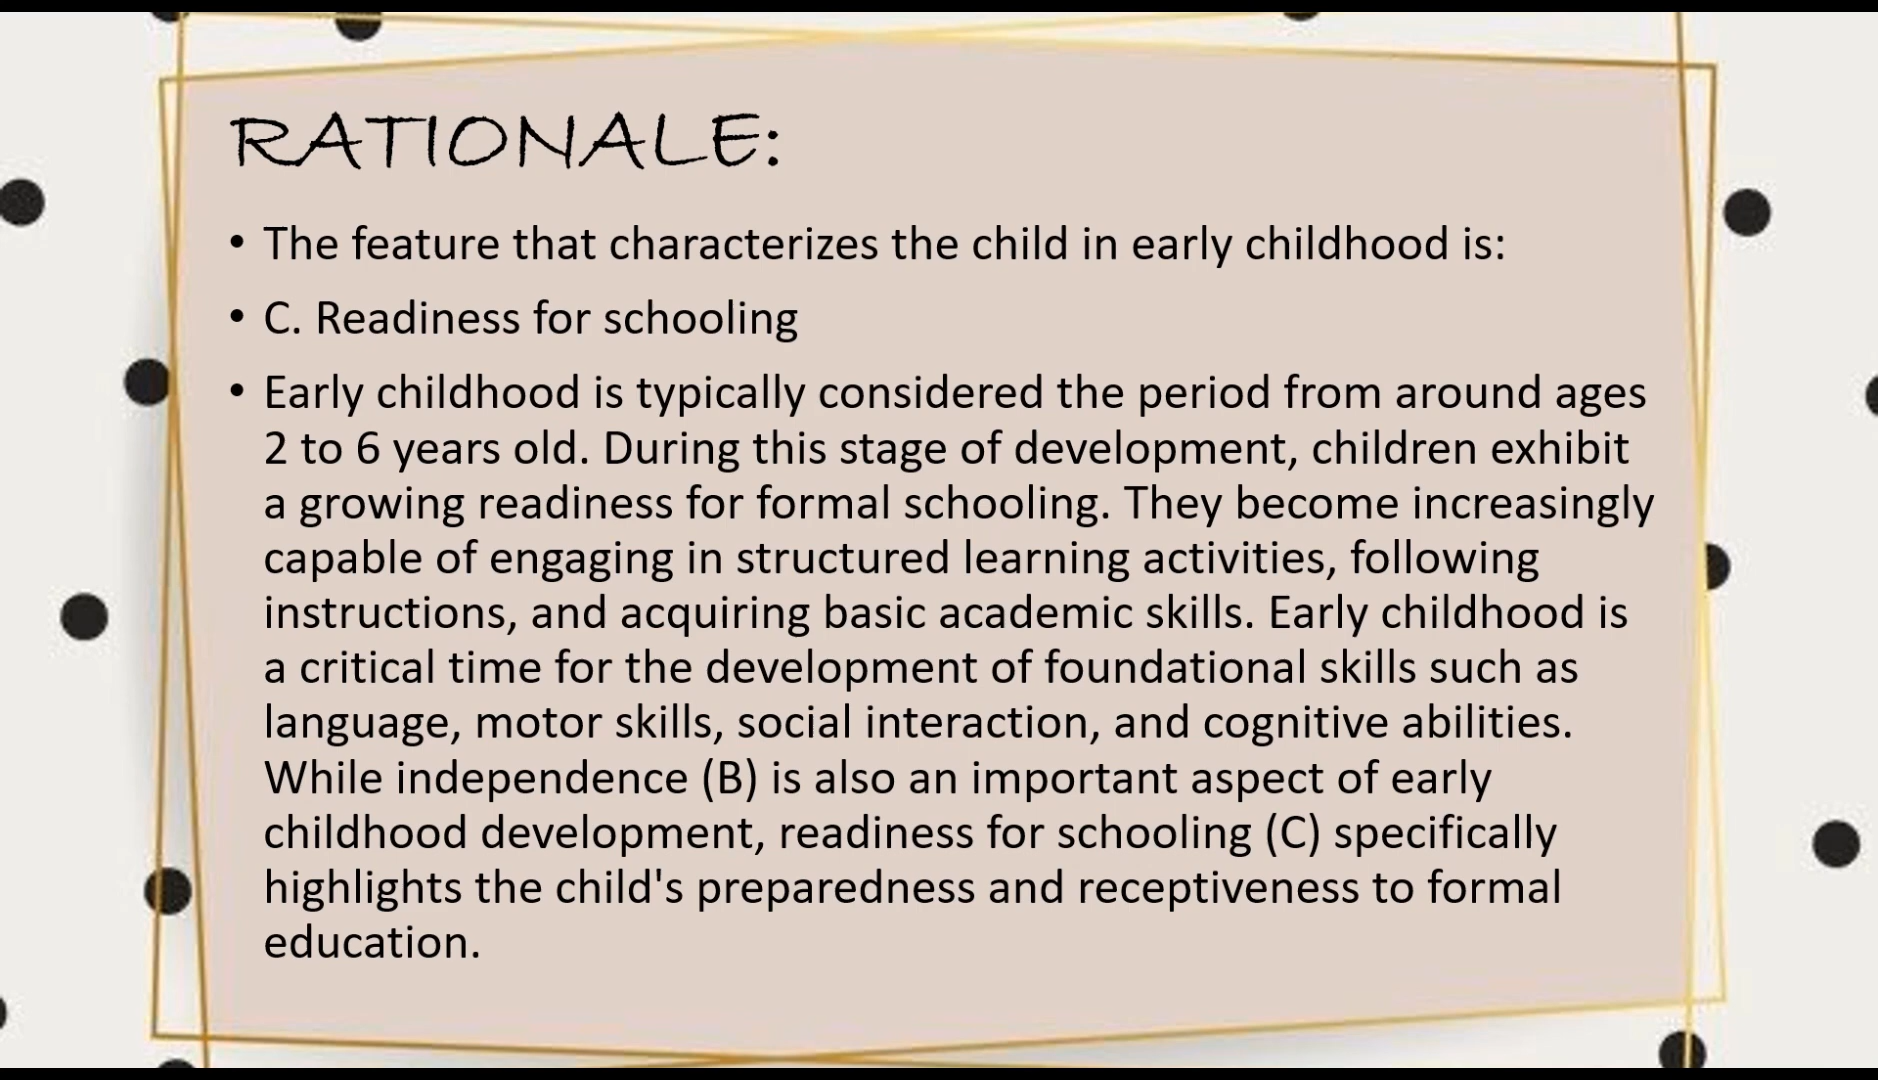 RATIONALE:
• The feature that characterizes the child in early childhood is:
• C. Readiness for schooling
• Early childhood is typically considered the period from around ages
2 to 6 years old. During this stage of development, children exhibit
a growing readiness for formal schooling. They become increasingly
capable of engaging in structured learning activities, following
instructions, and acquiring basic academic skills. Early childhood is
a critical time for the development of foundational skills such as
language, motor skills, social interaction, and cognitive abilities.
While independence (B) is also an important aspect of early
childhood development, readiness for schooling (C) specifically
highlights the child's preparedness and receptiveness to formal
education.